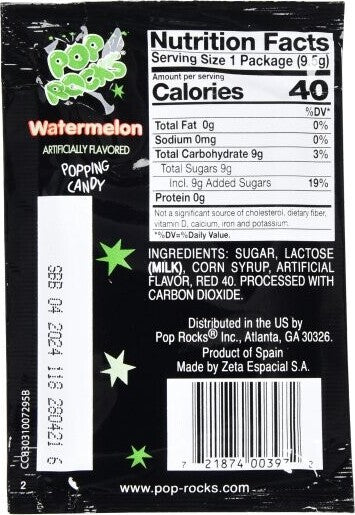 POP
ROCKS
Watermelon
ARTIFICIALLY FLAVORED
POPPING
CANDY
Nutrition Facts
Serving Size 1 Package (9.5g)
Amount per serving
Calories 40
%DV*
Total Fat 0g 0%
Sodium 0mg 0%
Total Carbohydrate 9g 3%
Total Sugars 9g
Incl. 9g Added Sugars 19%
Protein 0g
Not a significant source of cholesterol, dietary fiber,
vitamin D, calcium, iron and potassium.
*%DV=%Daily Value.
INGREDIENTS: SUGAR, LACTOSE
(MILK), CORN SYRUP, ARTIFICIAL
FLAVOR, RED 40. PROCESSED WITH
CARBON DIOXIDE.
Distributed in the US by
Pop Rocks® Inc., Atlanta, GA 30326.
Product of Spain
Made by Zeta Espacial S.A.
CC83031007295B
2
7 21874 00397 2
www.pop-rocks.com